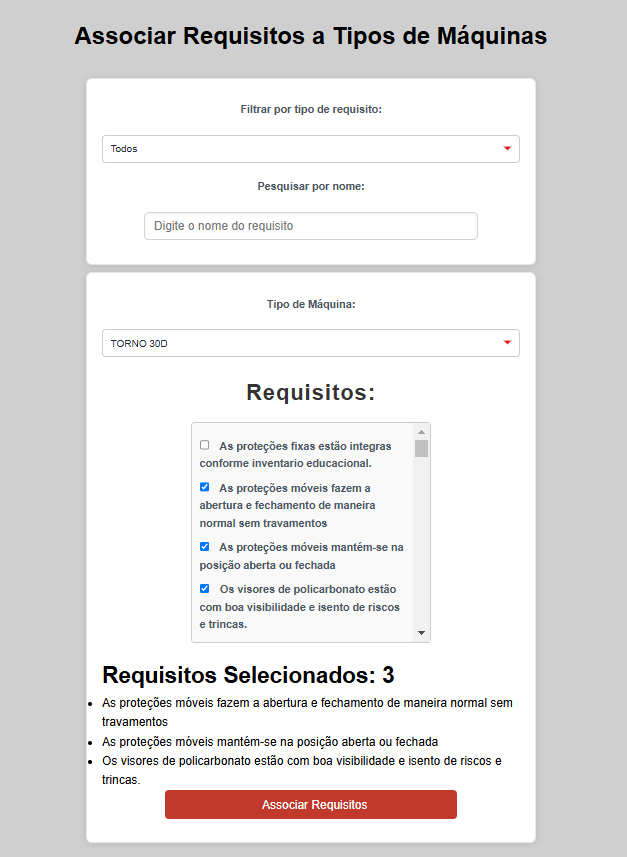 Associar Requisitos a Tipos de Máquinas
Filtrar por tipo de requisito:
Todos
Pesquisar por nome:
Digite o nome do requisito
Tipo de Máquina:
TORNO 30D
Requisitos:
As proteções fixas estão integras
conforme inventario educacional.
As proteções móveis fazem a
abertura e fechamento de maneira
normal sem travamentos
As proteções móveis mantém-se na
posição aberta ou fechada
Os visores de policarbonato estão
com boa visibilidade e isento de riscos
e trincas.
Requisitos Selecionados: 3
As proteções móveis fazem a abertura e fechamento de maneira normal sem
travamentos
As proteções móveis mantém-se na posição aberta ou fechada
Os visores de policarbonato estão com boa visibilidade e isento de riscos e
trincas.
Associar Requisitos